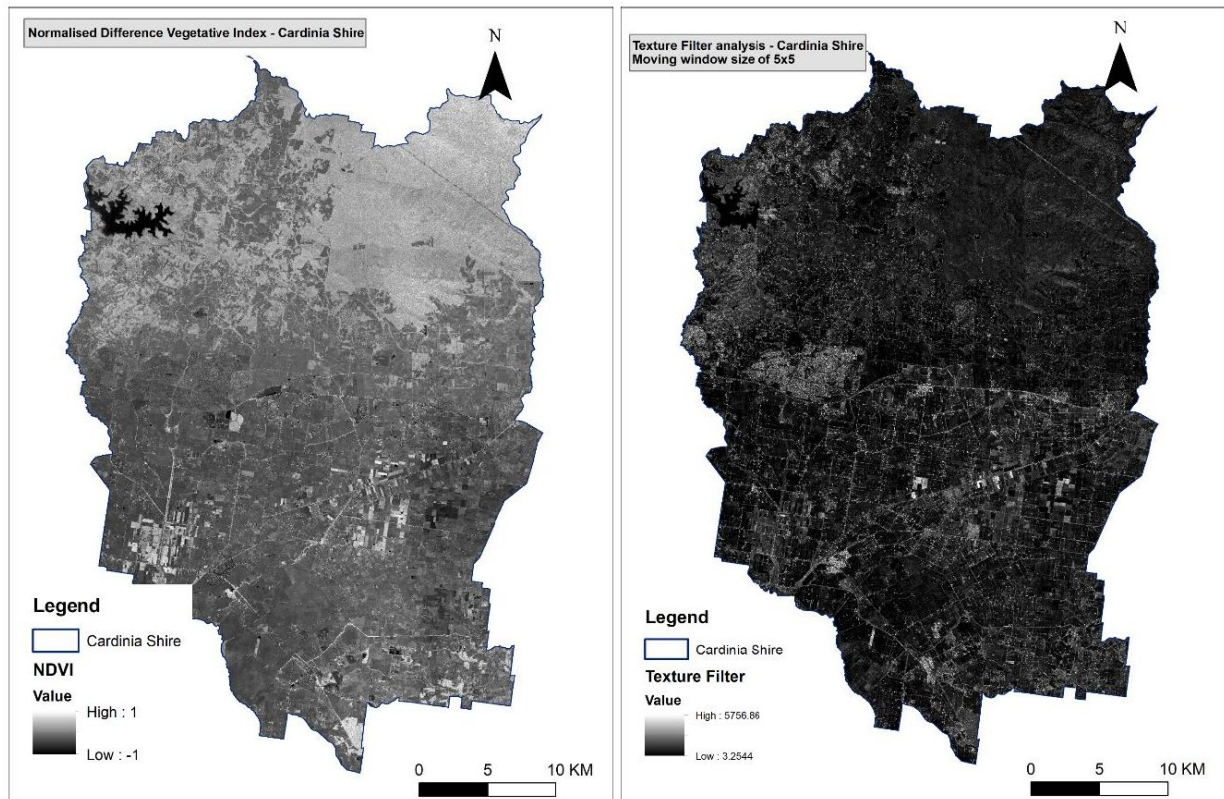 Normalised Difference Vegetative Index - Cardinia Shire
N
Legend
Cardinia Shire
NDVI
Value
High : 1
Low : -1
0 5 10 KM
Texture Filter analysis - Cardinia Shire
Moving window size of 5x5
N
Legend
Cardinia Shire
Texture Filter
Value
High : 5756.86
Low : 3.2544
0 5 10 KM